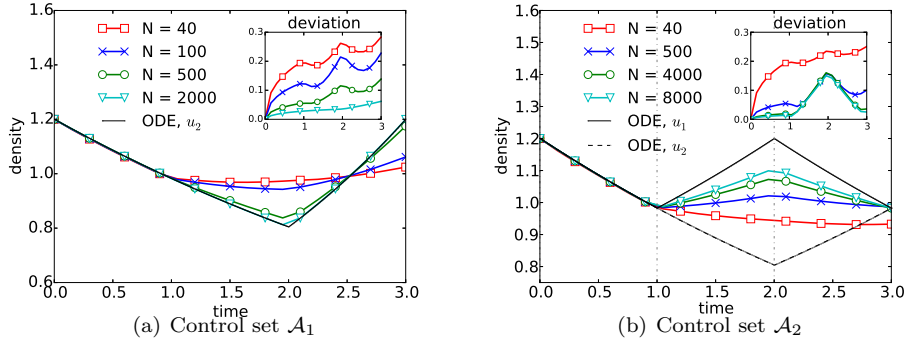 deviation
N = 40
N = 100
N = 500
N = 2000
ODE, u₂
0.3
0.2
0.1
0.0
0 1 2 3
1.6
1.4
1.2
1.0
0.8
0.6
density
0.0 0.5 1.0 1.5 2.0 2.5 3.0
time
(a) Control set 𝒜₁
deviation
N = 40
N = 500
N = 4000
N = 8000
ODE, u₁
ODE, u₂
0.3
0.2
0.1
0.0
0 1 2 3
1.6
1.5
1.4
1.3
1.2
1.1
1.0
0.9
0.8
density
0.0 0.5 1.0 1.5 2.0 2.5 3.0
time
(b) Control set 𝒜₂